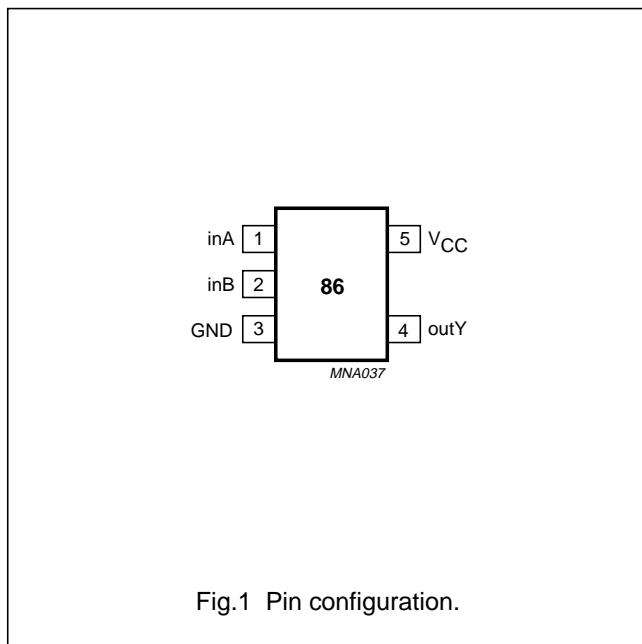 inA 1 5 VCC
inB 2 86
GND 3 4 outY
MNA037
Fig.1 Pin configuration.